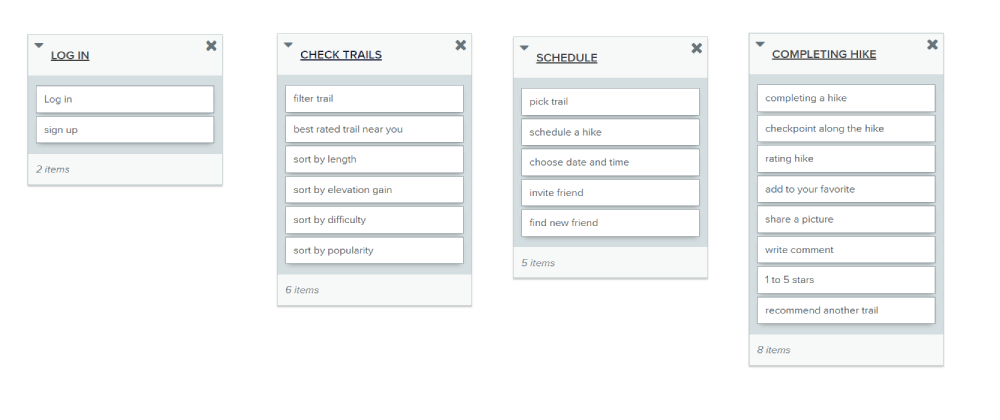 LOG IN
Log in
sign up
2 items
CHECK TRAILS
filter trail
best rated trail near you
sort by length
sort by elevation gain
sort by difficulty
sort by popularity
6 items
SCHEDULE
pick trail
schedule a hike
choose date and time
invite friend
find new friend
5 items
COMPLETING HIKE
completing a hike
checkpoint along the hike
rating hike
add to your favorite
share a picture
write comment
1 to 5 stars
recommend another trail
8 items